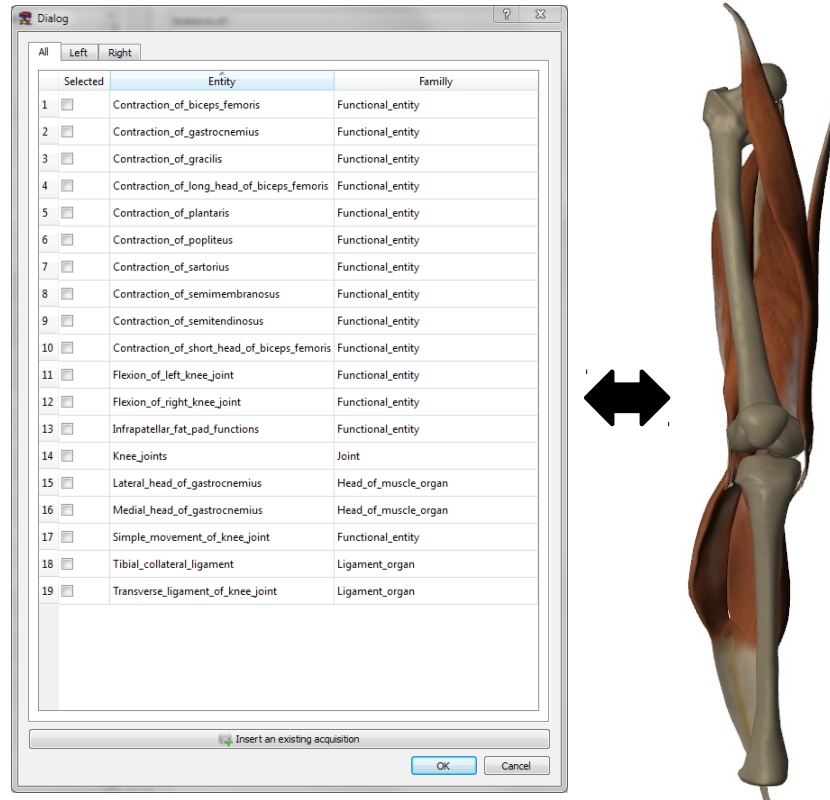 Dialog
All Left Right
Selected Entity Familly
1 Contraction_of_biceps_femoris Functional_entity
2 Contraction_of_gastrocnemius Functional_entity
3 Contraction_of_gracilis Functional_entity
4 Contraction_of_long_head_of_biceps_femoris Functional_entity
5 Contraction_of_plantaris Functional_entity
6 Contraction_of_popliteus Functional_entity
7 Contraction_of_sartorius Functional_entity
8 Contraction_of_semimembranosus Functional_entity
9 Contraction_of_semitendinosus Functional_entity
10 Contraction_of_short_head_of_biceps_femoris Functional_entity
11 Flexion_of_left_knee_joint Functional_entity
12 Flexion_of_right_knee_joint Functional_entity
13 Infrapatellar_fat_pad_functions Functional_entity
14 Knee_joints Joint
15 Lateral_head_of_gastrocnemius Head_of_muscle_organ
16 Medial_head_of_gastrocnemius Head_of_muscle_organ
17 Simple_movement_of_knee_joint Functional_entity
18 Tibial_collateral_ligament Ligament_organ
19 Transverse_ligament_of_knee_joint Ligament_organ
Insert an existing acquisition
OK Cancel